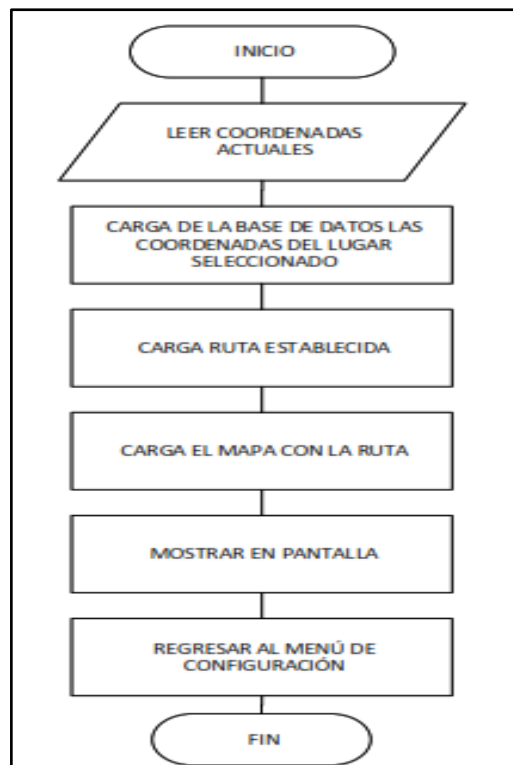 INICIO
LEER COORDENADAS
ACTUALES
CARGA DE LA BASE DE DATOS LAS
COORDENADAS DEL LUGAR
SELECCIONADO
CARGA RUTA ESTABLECIDA
CARGA EL MAPA CON LA RUTA
MOSTRAR EN PANTALLA
REGRESAR AL MENÚ DE
CONFIGURACIÓN
FIN